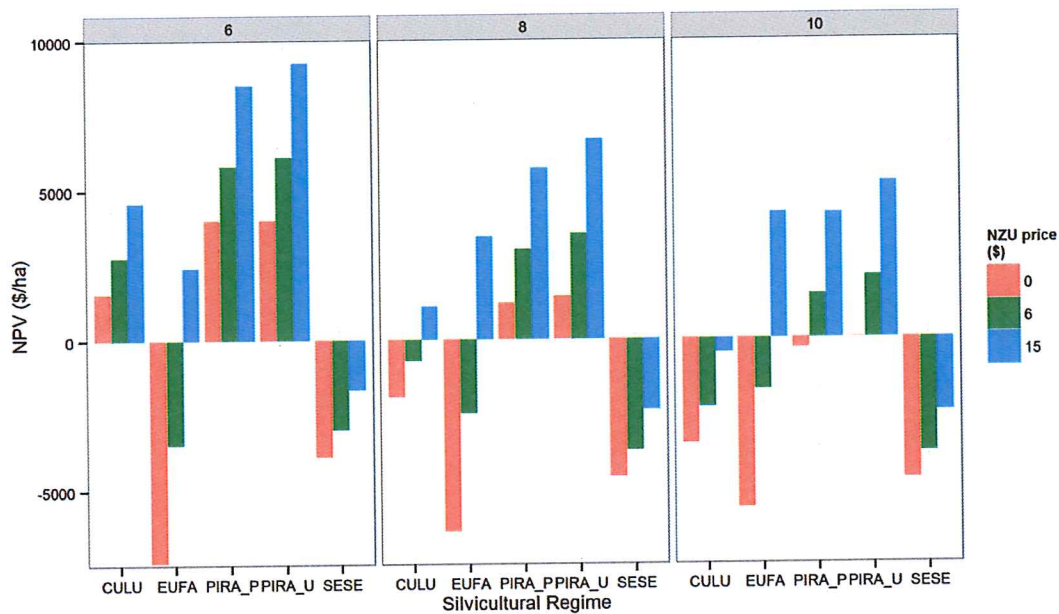 6 8 10
10000
5000
0
-5000
NPV ($/ha)
CULU EUFA PIRA_P PIRA_U SESE CULU EUFA PIRA_P PIRA_U SESE CULU EUFA PIRA_P PIRA_U SESE
Silvicultural Regime
NZU price
($)
0
6
15